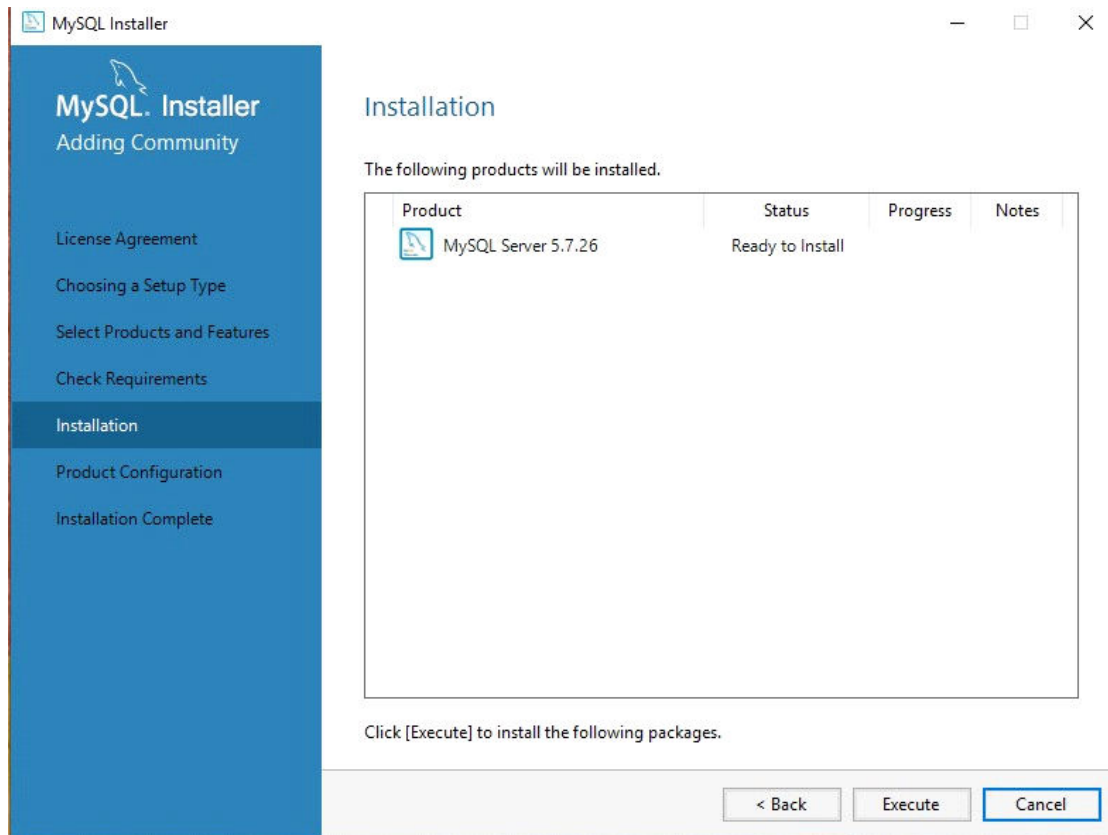 MySQL Installer
MySQL. Installer
Adding Community
License Agreement
Choosing a Setup Type
Select Products and Features
Check Requirements
Installation
Product Configuration
Installation Complete
Installation
The following products will be installed.
Product Status Progress Notes
MySQL Server 5.7.26 Ready to Install
Click [Execute] to install the following packages.
< Back Execute Cancel